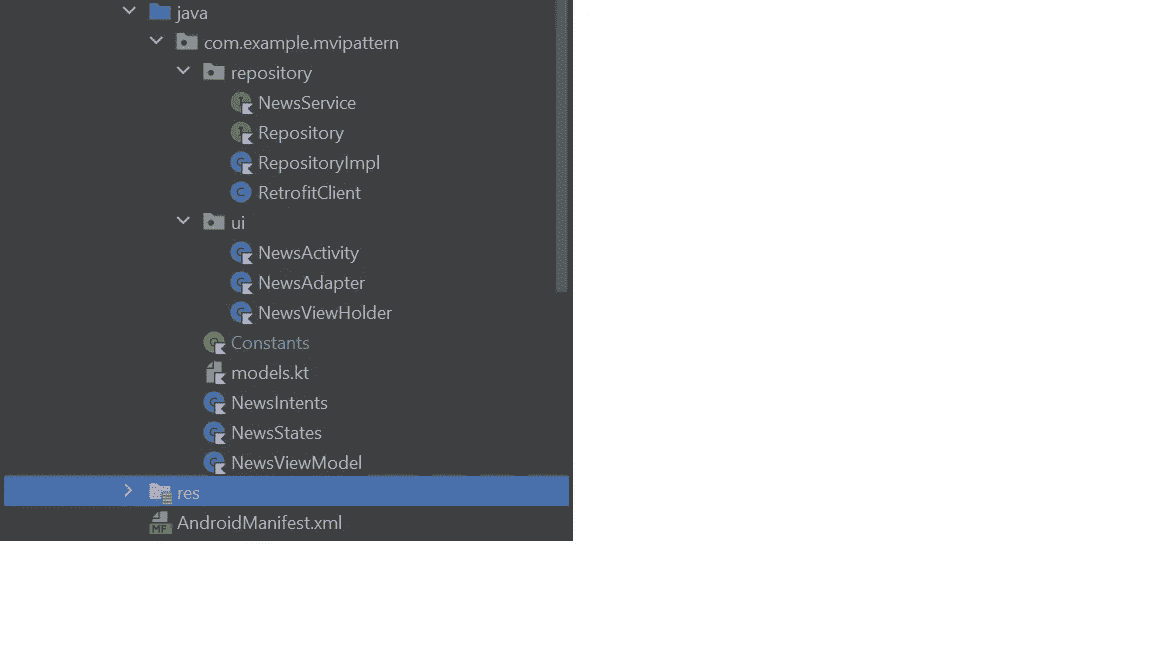 java
com.example.mvipattern
repository
NewsService
Repository
RepositoryImpl
RetrofitClient
ui
NewsActivity
NewsAdapter
NewsViewHolder
Constants
models.kt
NewsIntents
NewsStates
NewsViewModel
res
AndroidManifest.xml